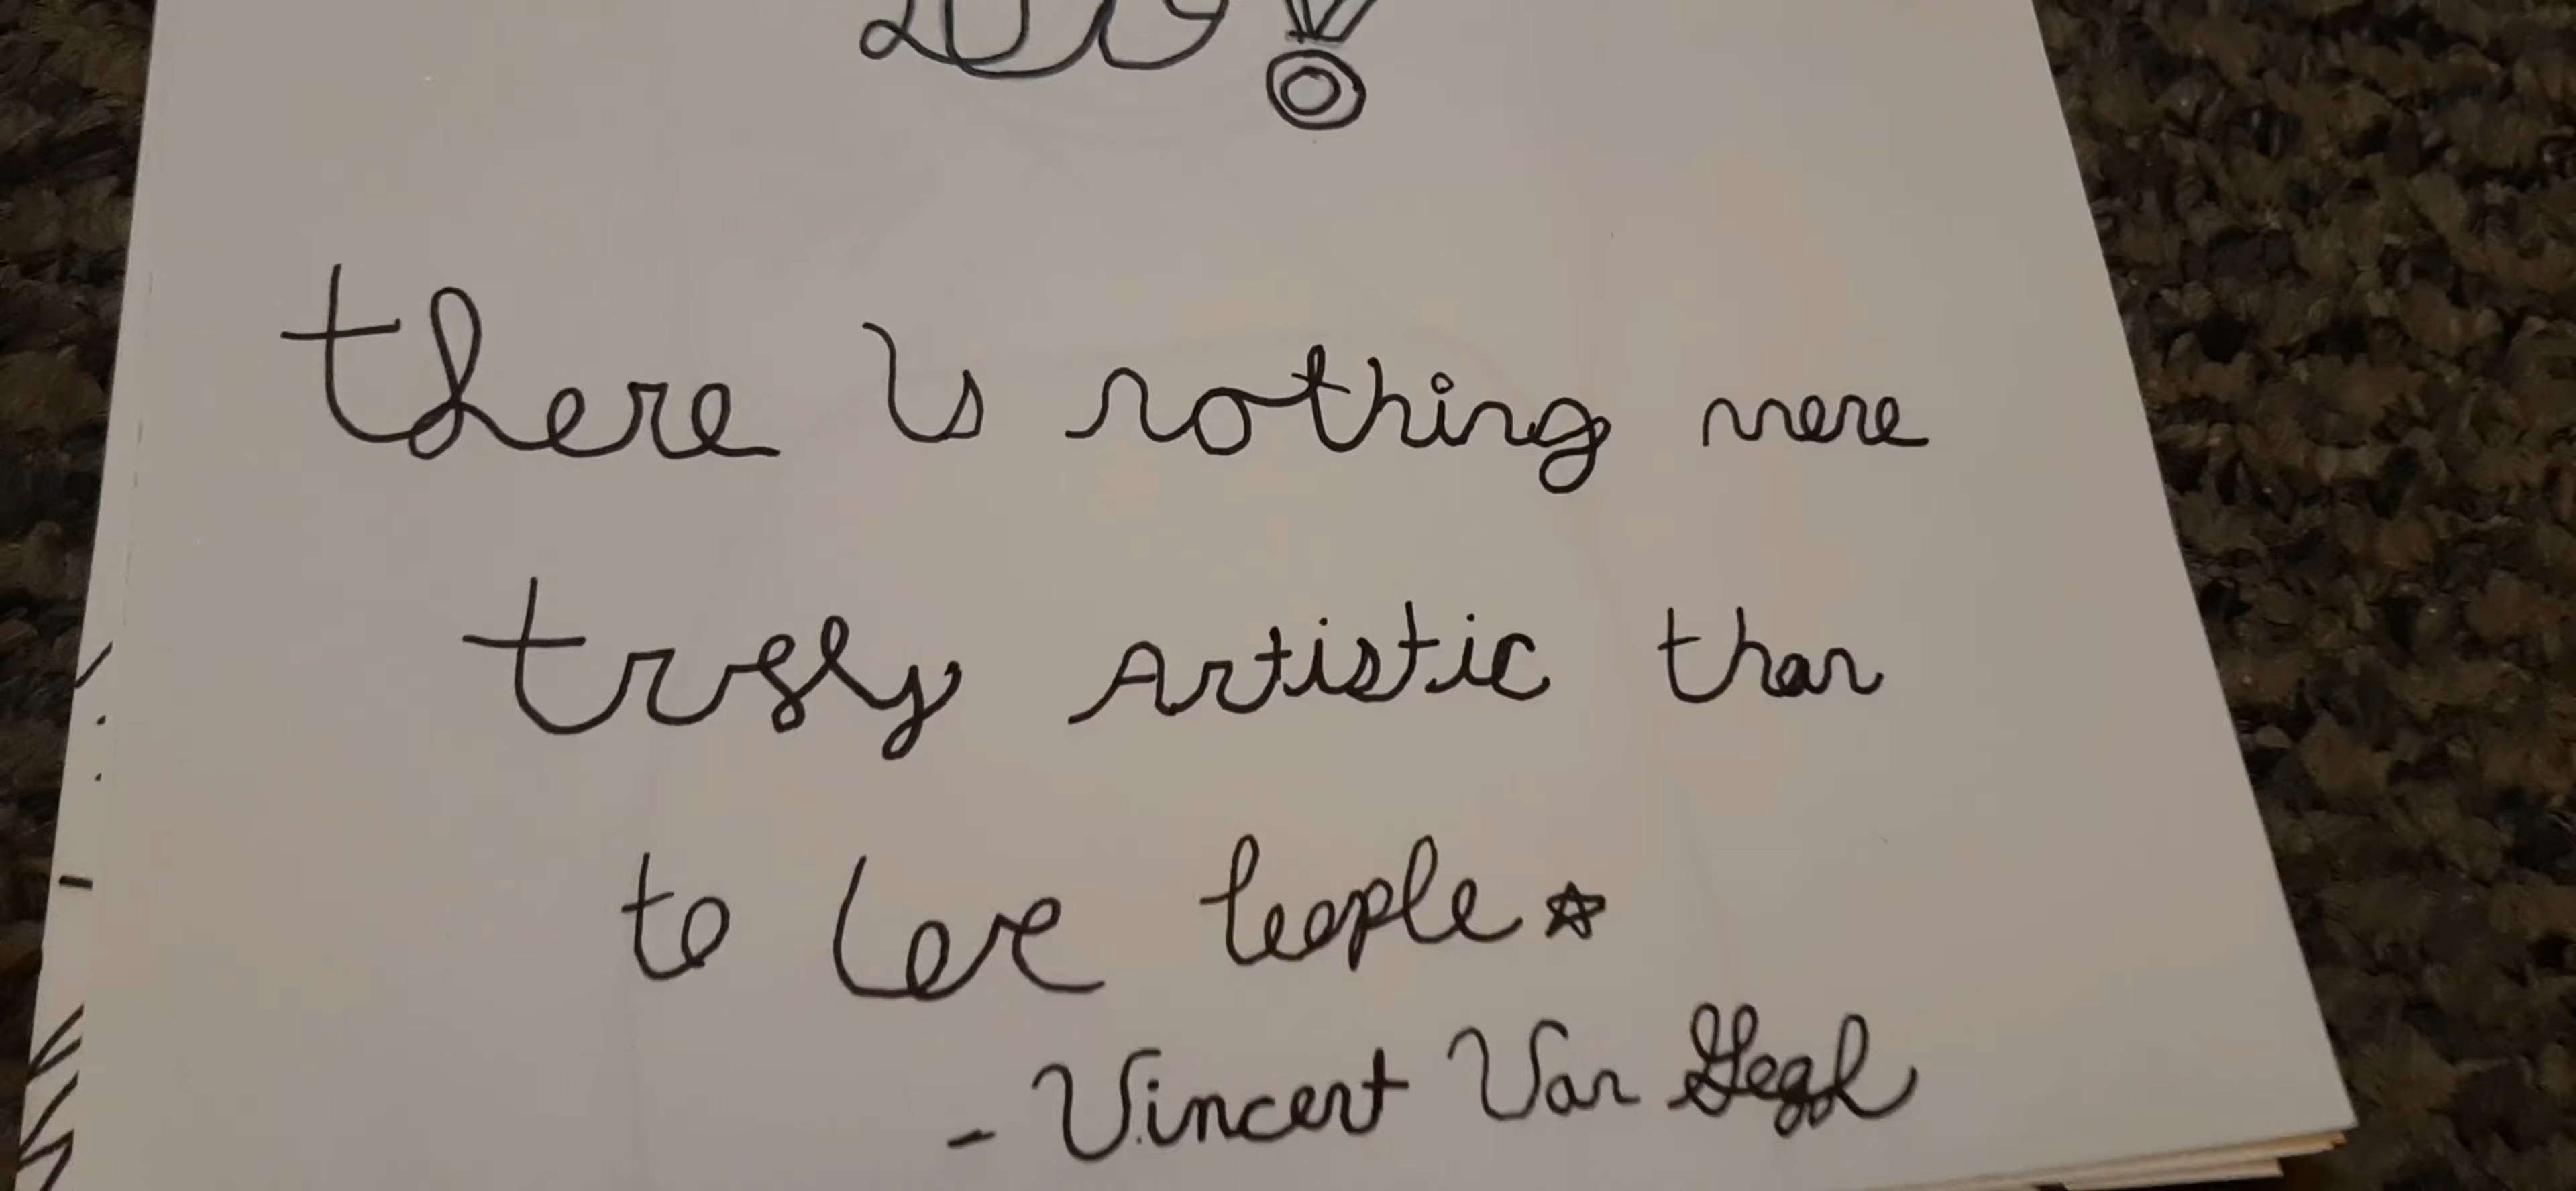 there is nothing more
truly Artistic than
to love people
- Vincent Van Gogh